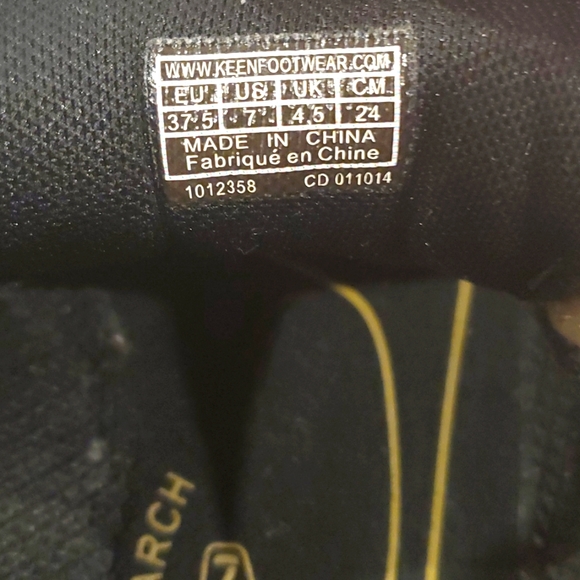 WWW.KEENFOOTWEAR.COM
EU US UK CM
37.5 7 4.5 24
MADE IN CHINA
Fabriqué en Chine
1012358 CD 011014
ARCH
7